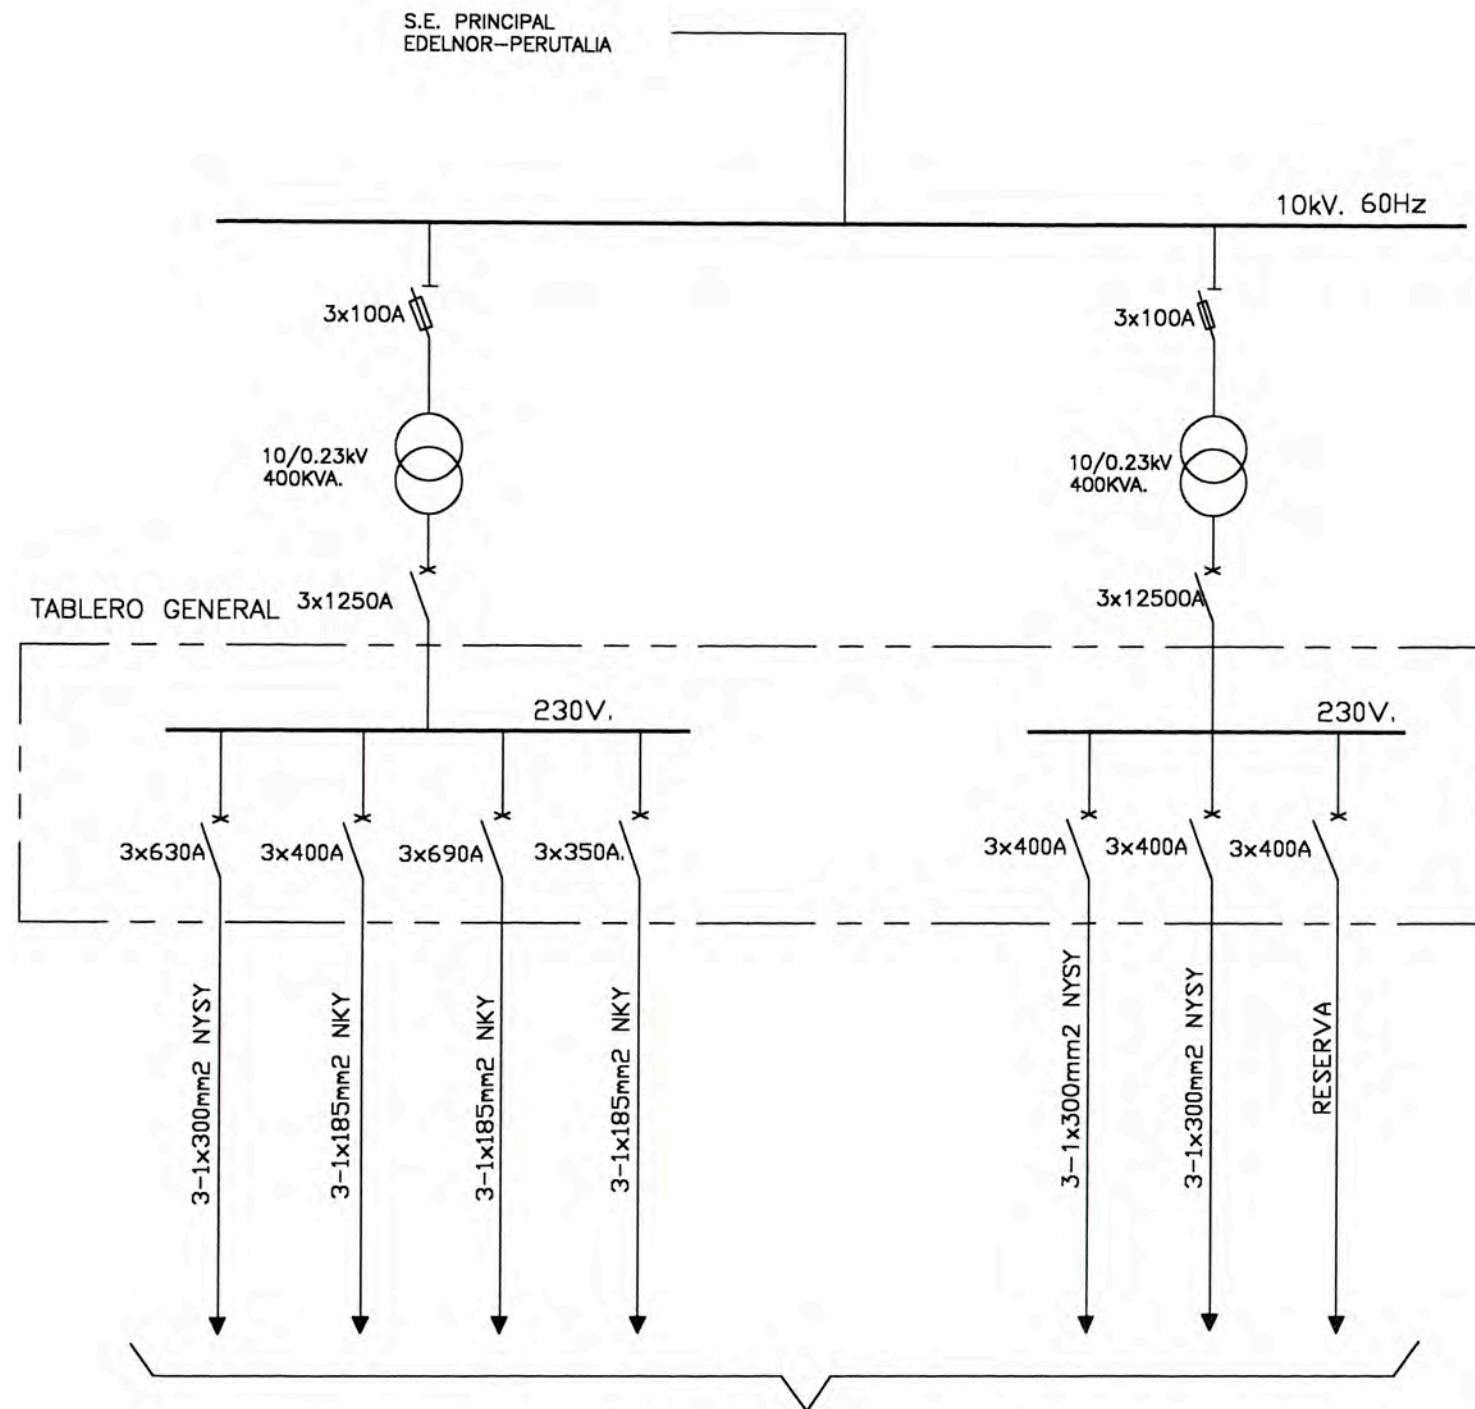 S.E. PRINCIPAL
EDELNOR-PERUTALIA
10kV. 60Hz
3x100A
3x100A
10/0.23kV
400KVA.
10/0.23kV
400KVA.
TABLERO GENERAL
3x1250A
3x12500A
230V.
230V.
3x630A
3x400A
3x690A
3x350A.
3x400A
3x400A
3x400A
3-1x300mm2 NYSY
3-1x185mm2 NKY
3-1x185mm2 NKY
3-1x185mm2 NKY
3-1x300mm2 NYSY
3-1x300mm2 NYSY
RESERVA